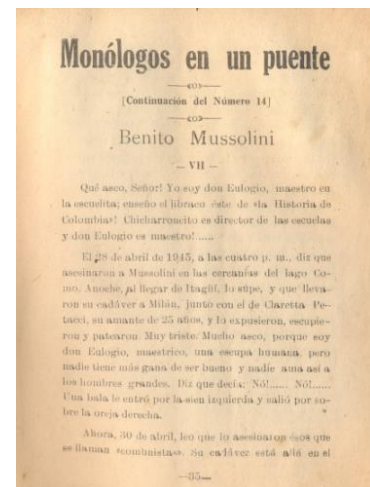 Monólogos en un puente
[Continuación del Número 14]
Benito Mussolini
— VII —
Qué asco, Señor! Yo soy don Eulogio, maestro en
la escuelita; enseño el libraco éste de «la Historia de
Colombia»! Chicharroncito es director de las escuelas
y don Eulogio es maestro!.....
El 28 de abril de 1945, a las cuatro p. m., diz que
asesinaron a Mussolini en las cercanías del lago Co-
mo. Anoche, al llegar de Itagüí, lo supe, y que lleva-
ron su cadáver a Milán, junto con el de Claretta Pe-
tacci, su amante de 25 años, y lo expusieron, escupie-
ron y patearon. Muy triste. Mucho asco, porque soy
don Eulogio, maestrico, una escupa humana, pero
nadie tiene más gana de ser bueno y nadie ama así a
los hombres grandes. Diz que decía: Nó!..... Nó!.....
Una bala le entró por la sien izquierda y salió por so-
bre la oreja derecha.
Ahora, 30 de abril, leo que lo asesinaron ésos que
se llaman «comunistas». Su cadáver está allá en el
—35—